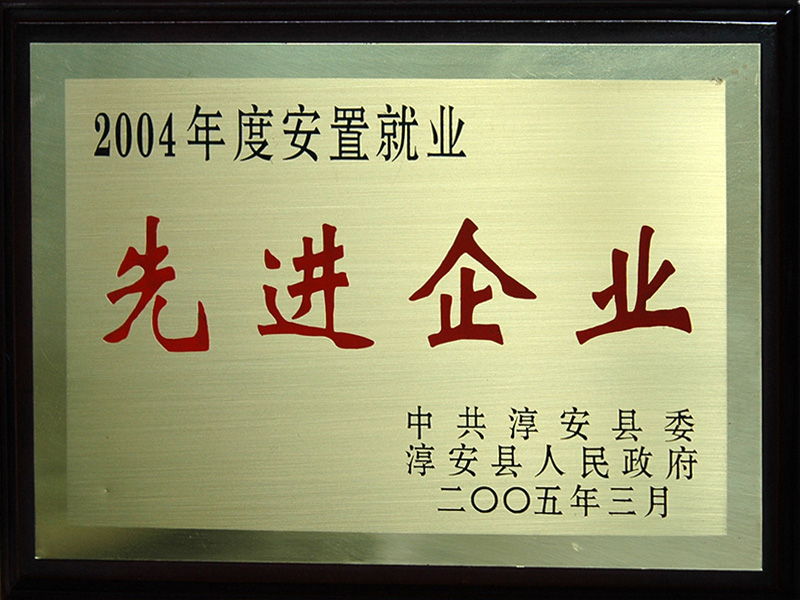 2004年度安置就业
先进企业
中共淳安县委
淳安县人民政府
二〇〇五年三月